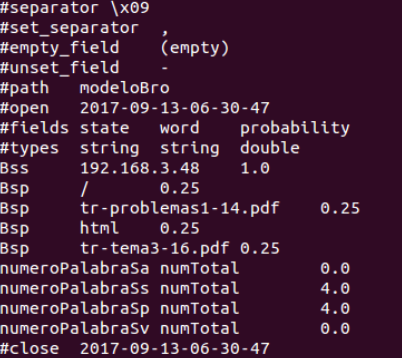 #separator \x09
#set_separator ,
#empty_field (empty)
#unset_field -
#path modeloBro
#open 2017-09-13-06-30-47
#fields state word probability
#types string string double
Bss 192.168.3.48 1.0
Bsp / 0.25
Bsp tr-problemas1-14.pdf 0.25
Bsp html 0.25
Bsp tr-tema3-16.pdf 0.25
numeroPalabraSa numTotal 0.0
numeroPalabraSs numTotal 4.0
numeroPalabraSp numTotal 4.0
numeroPalabraSv numTotal 0.0
#close 2017-09-13-06-30-47